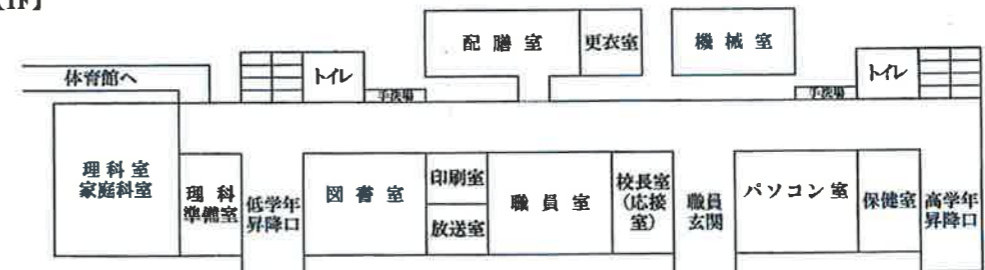 【1F】
配膳室
更衣室
機械室
体育館へ
トイレ
手洗場
手洗場
トイレ
理科室
家庭科室
理科
準備室
低学年
昇降口
図書室
印刷室
放送室
職員室
校長室
(応接
室)
職員
玄関
パソコン室
保健室
高学年
昇降口